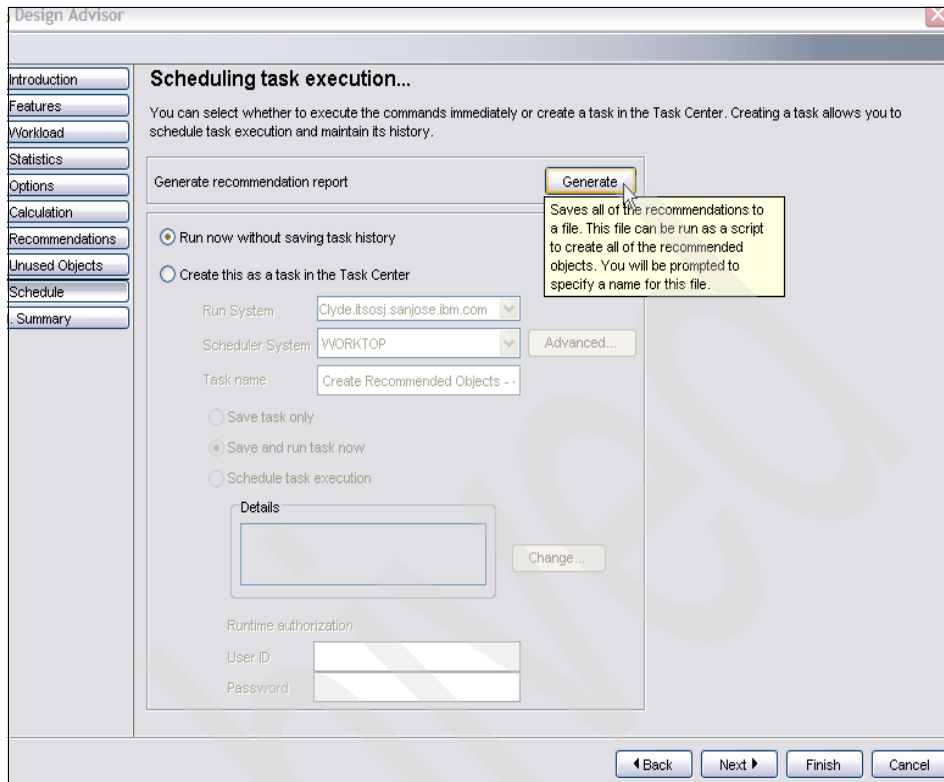 Design Advisor
Introduction
Features
Workload
Statistics
Options
Calculation
Recommendations
Unused Objects
Schedule
. Summary
Scheduling task execution...
You can select whether to execute the commands immediately or create a task in the Task Center. Creating a task allows you to
schedule task execution and maintain its history.
Generate recommendation report
Generate
Saves all of the recommendations to
a file. This file can be run as a script
to create all of the recommended
objects. You will be prompted to
specify a name for this file.
Run now without saving task history
Create this as a task in the Task Center
Run System
Clyde.itsosj.sanjose.ibm.com
Scheduler System
WORKTOP
Advanced...
Task name
Create Recommended Objects -
Save task only
Save and run task now
Schedule task execution
Details
Change...
Runtime authorization
User ID
Password
Back
Next
Finish
Cancel